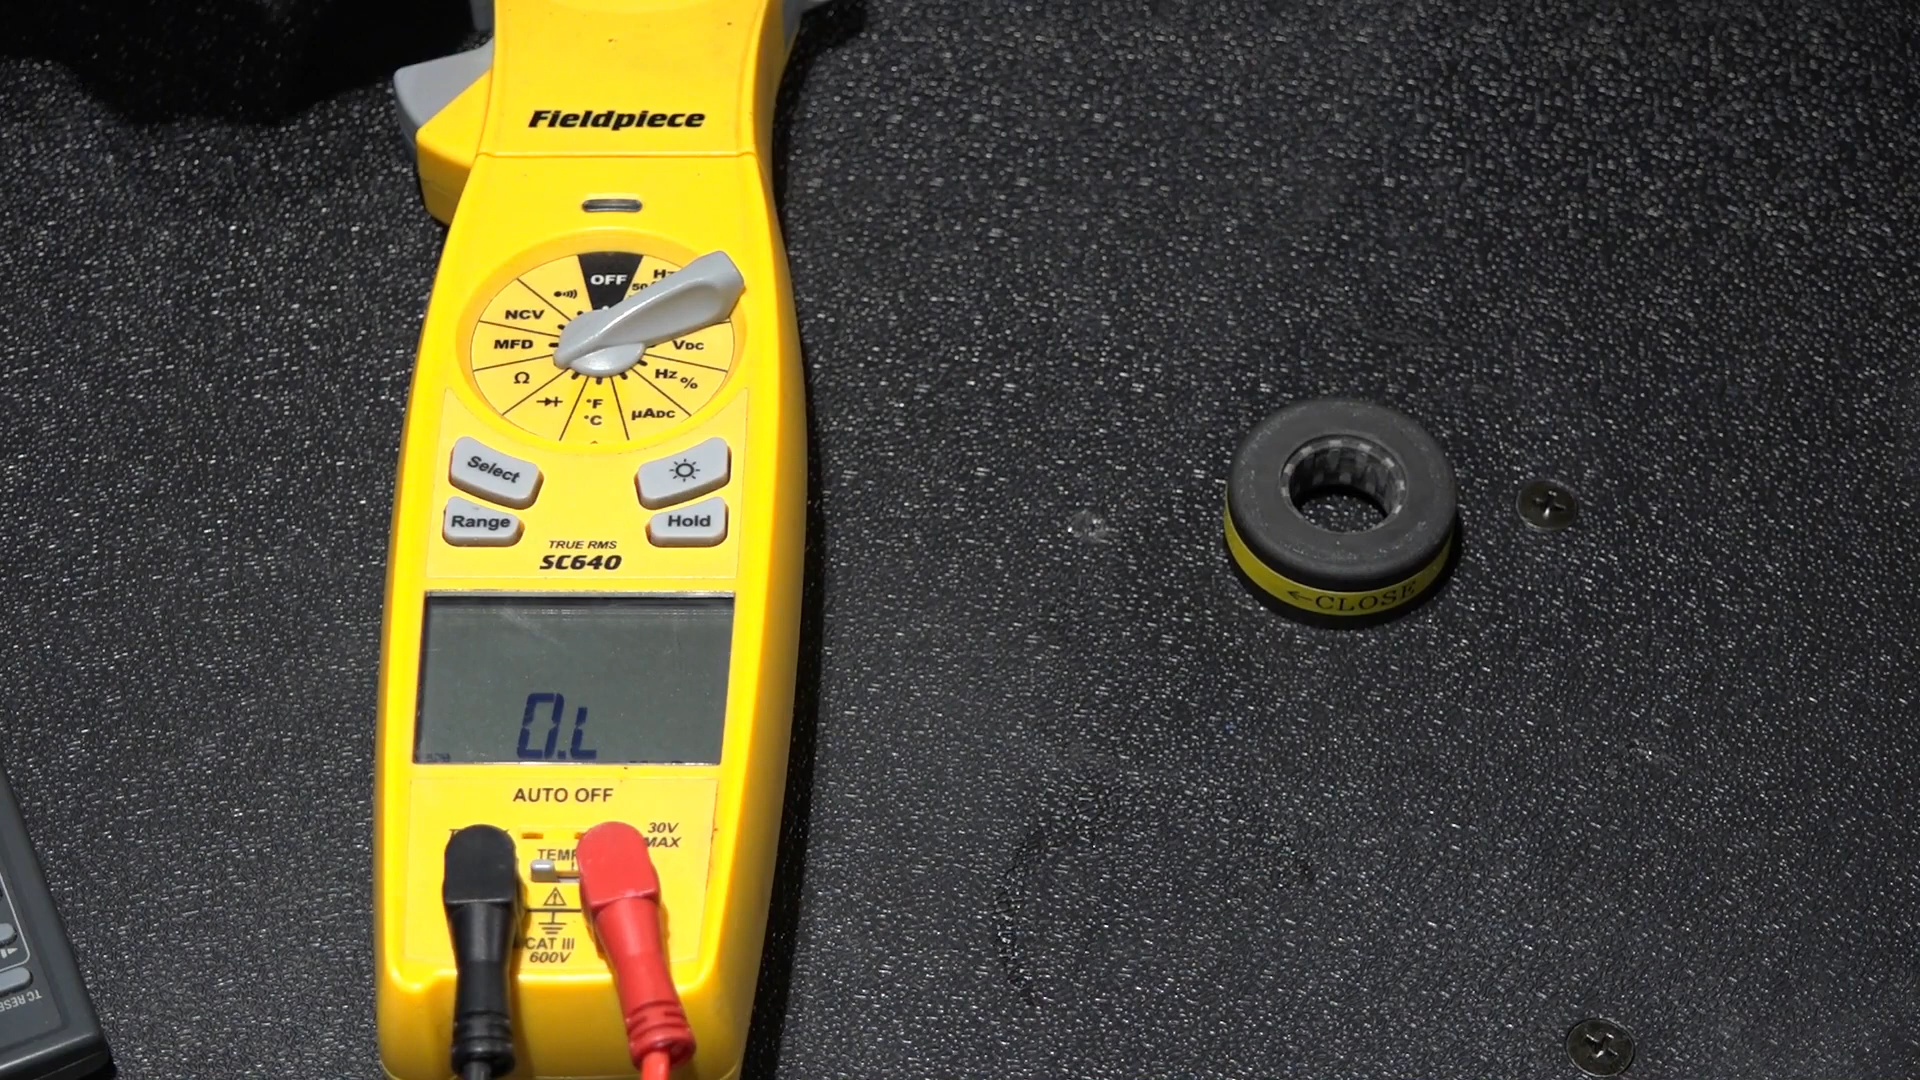 Fieldpiece
OFF
NCV
MFD
VDC
Ω
Hz %
°F
°C
µADC
Select
Range
Hold
TRUE RMS
SC640
←CLOSE
0.L
AUTO OFF
30V
MAX
CAT III
600V